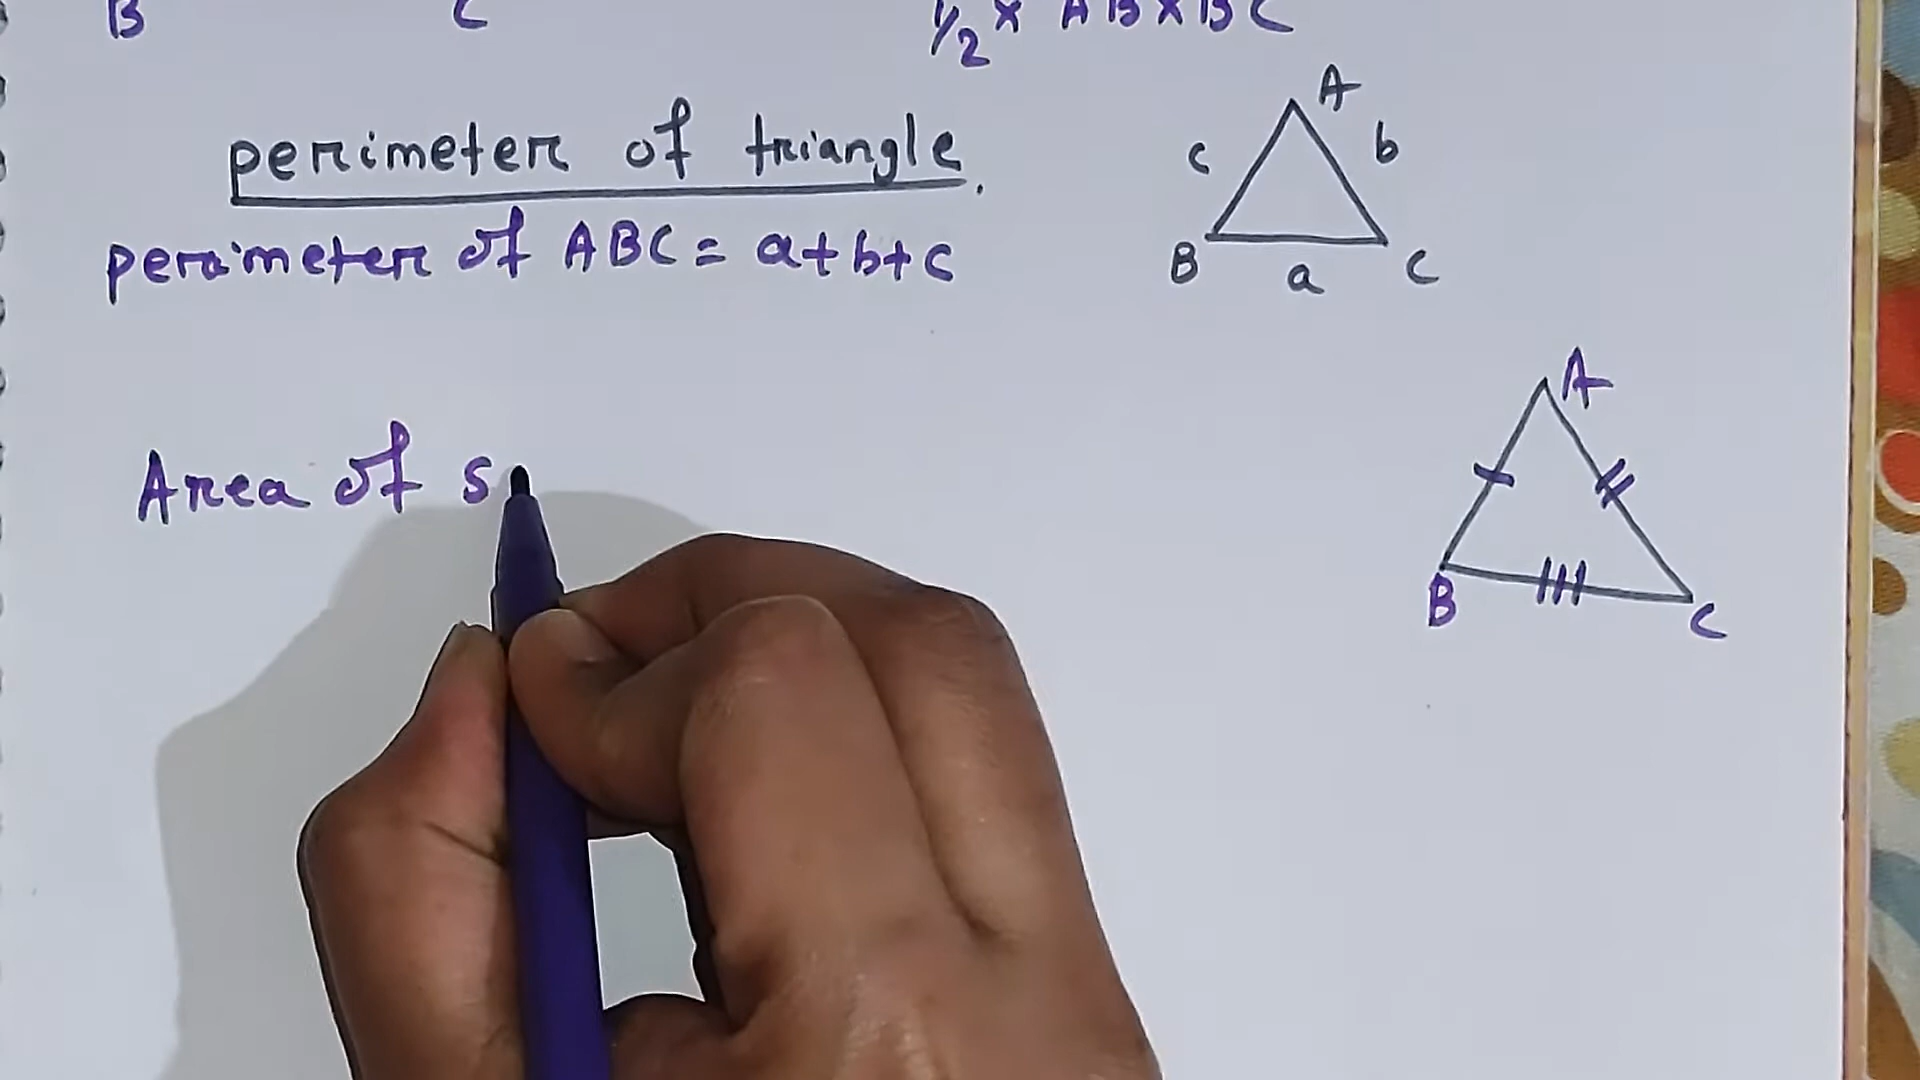 B C 1/2 × AB × BC
perimeter of triangle.
perimeter of ABC = a+b+c
A
c b
B a C
A
B C
Area of s